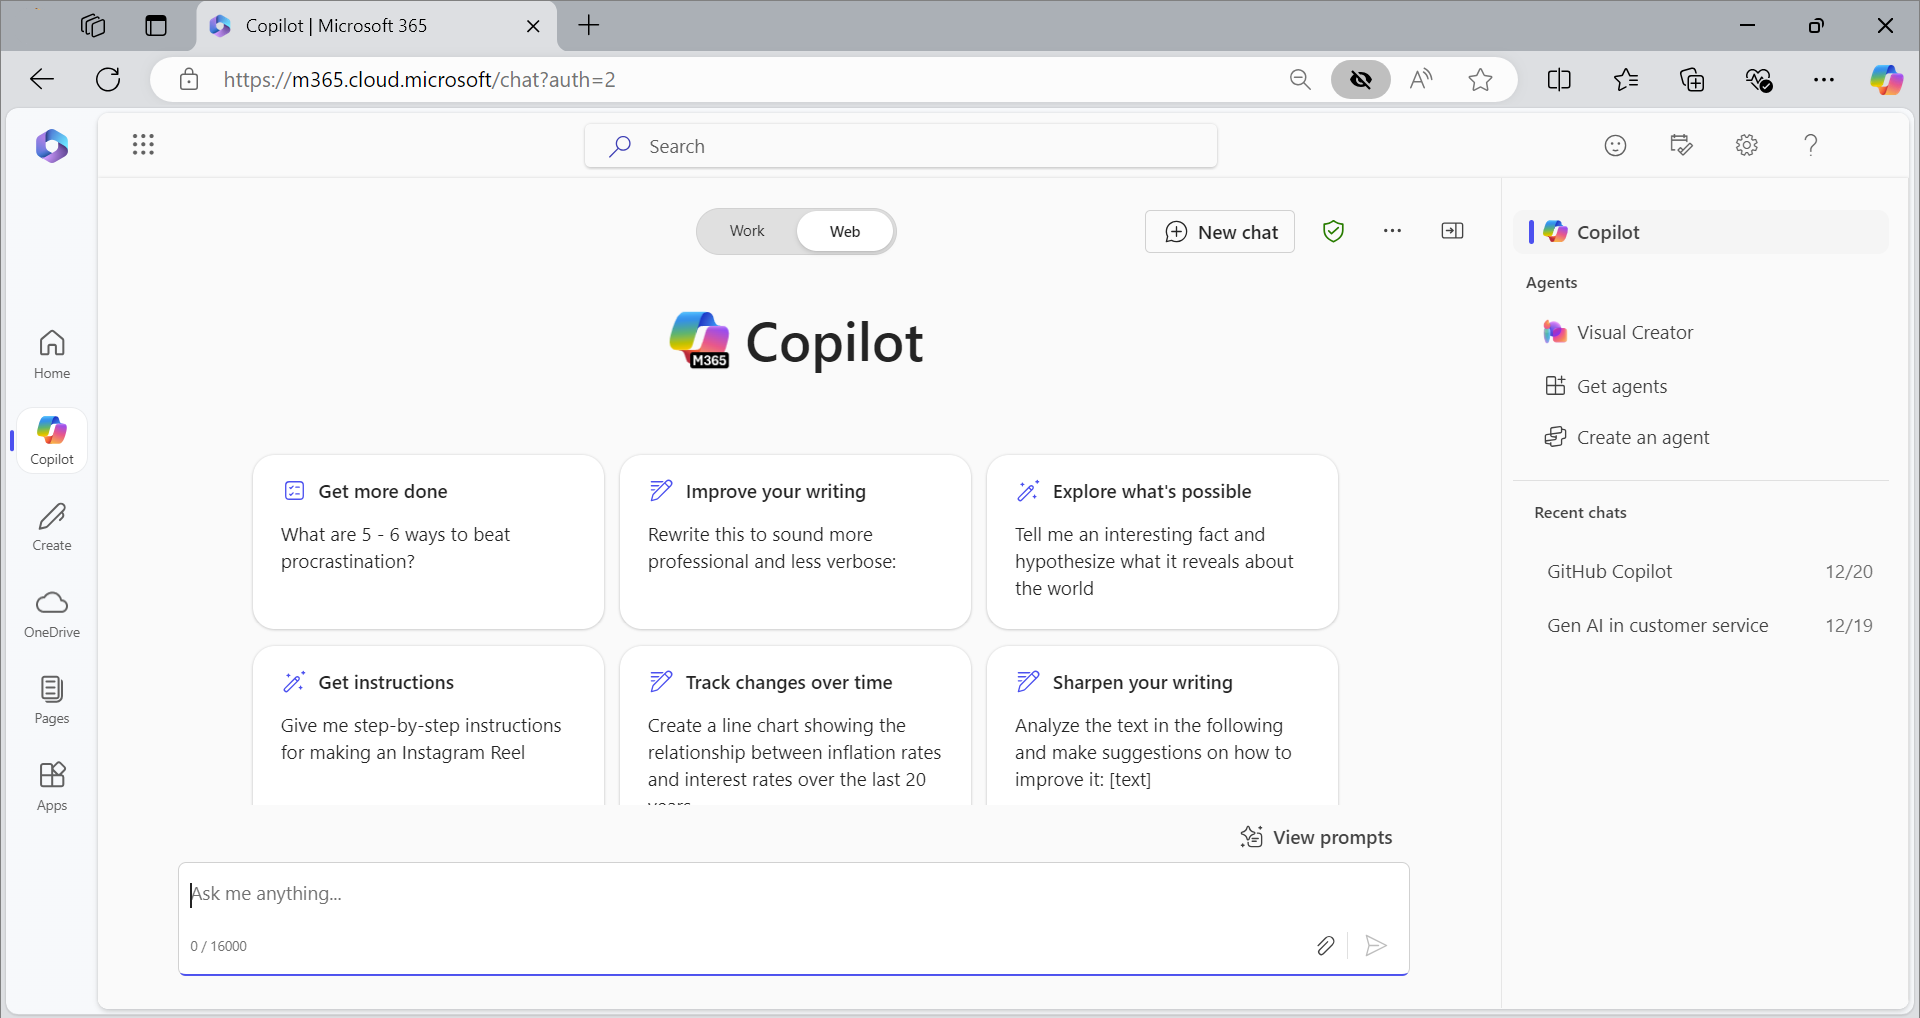 Copilot | Microsoft 365
https://m365.cloud.microsoft/chat?auth=2
Search
Work
Web
New chat
M365
Copilot
Home
Copilot
Create
OneDrive
Pages
Apps
Get more done
What are 5 - 6 ways to beat
procrastination?
Improve your writing
Rewrite this to sound more
professional and less verbose:
Explore what's possible
Tell me an interesting fact and
hypothesize what it reveals about
the world
Get instructions
Give me step-by-step instructions
for making an Instagram Reel
Track changes over time
Create a line chart showing the
relationship between inflation rates
and interest rates over the last 20
years
Sharpen your writing
Analyze the text in the following
and make suggestions on how to
improve it: [text]
View prompts
Ask me anything...
0 / 16000
Copilot
Agents
Visual Creator
Get agents
Create an agent
Recent chats
GitHub Copilot 12/20
Gen AI in customer service 12/19